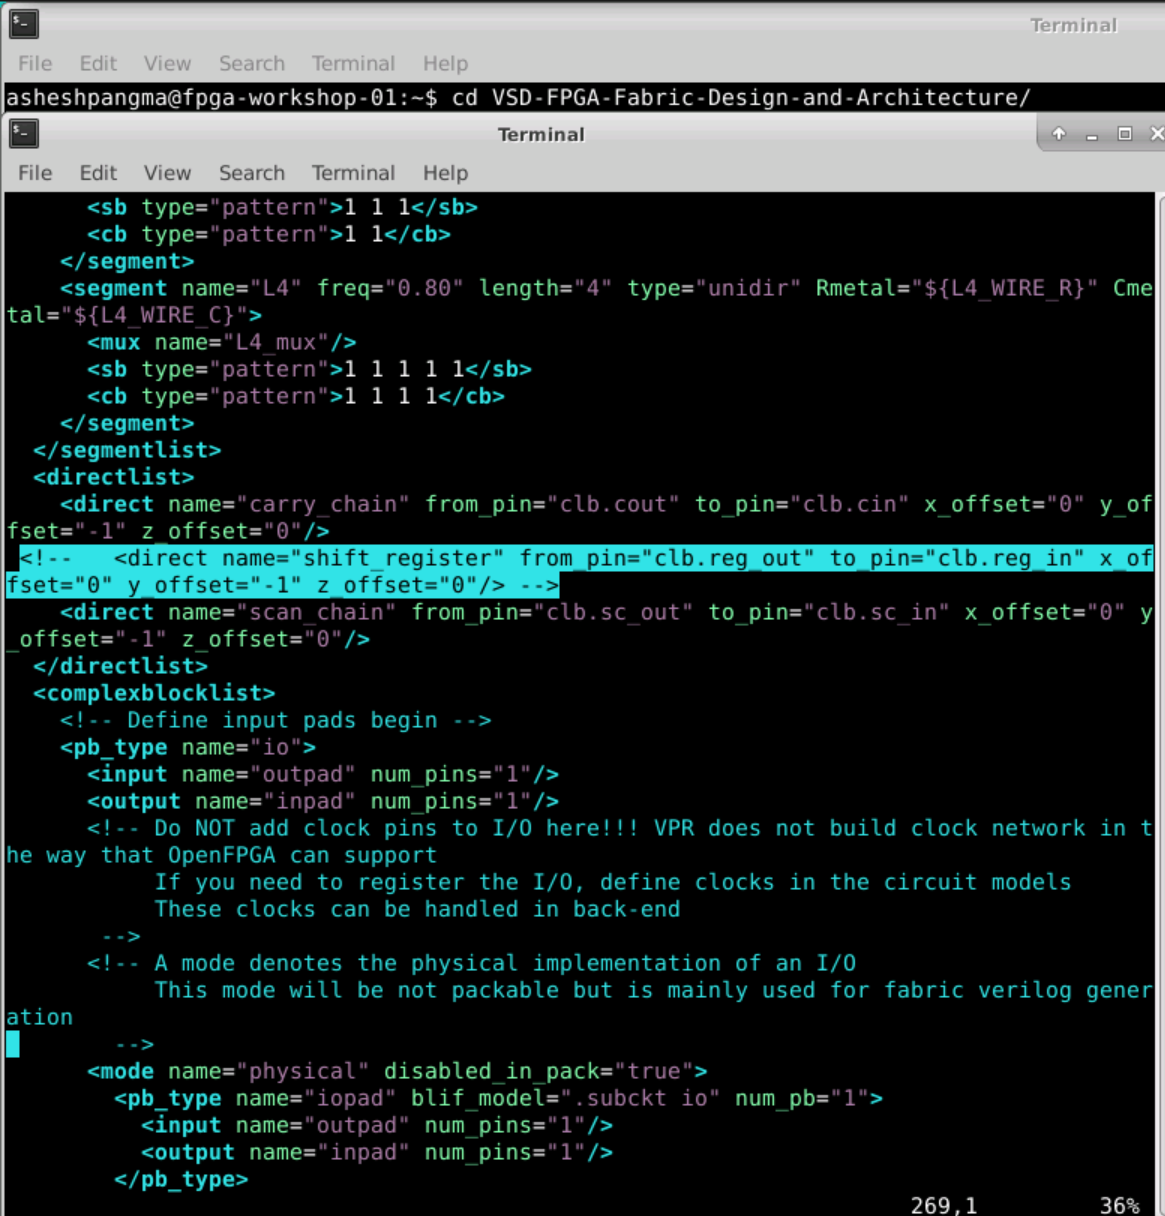 Terminal
File Edit View Search Terminal Help
asheshpangma@fpga-workshop-01:~$ cd VSD-FPGA-Fabric-Design-and-Architecture/
Terminal
File Edit View Search Terminal Help
      <sb type="pattern">1 1 1</sb>
      <cb type="pattern">1 1</cb>
    </segment>
    <segment name="L4" freq="0.80" length="4" type="unidir" Rmetal="${L4_WIRE_R}" Cme
tal="${L4_WIRE_C}">
      <mux name="L4_mux"/>
      <sb type="pattern">1 1 1 1 1</sb>
      <cb type="pattern">1 1 1 1</cb>
    </segment>
  </segmentlist>
  <directlist>
    <direct name="carry_chain" from_pin="clb.cout" to_pin="clb.cin" x_offset="0" y_of
fset="-1" z_offset="0"/>
 <!--   <direct name="shift_register" from_pin="clb.reg_out" to_pin="clb.reg_in" x_of
fset="0" y_offset="-1" z_offset="0"/> -->
    <direct name="scan_chain" from_pin="clb.sc_out" to_pin="clb.sc_in" x_offset="0" y
_offset="-1" z_offset="0"/>
  </directlist>
  <complexblocklist>
    <!-- Define input pads begin -->
    <pb_type name="io">
      <input name="outpad" num_pins="1"/>
      <output name="inpad" num_pins="1"/>
      <!-- Do NOT add clock pins to I/O here!!! VPR does not build clock network in t
he way that OpenFPGA can support
           If you need to register the I/O, define clocks in the circuit models
           These clocks can be handled in back-end
       -->
      <!-- A mode denotes the physical implementation of an I/O
           This mode will be not packable but is mainly used for fabric verilog gener
ation
        -->
      <mode name="physical" disabled_in_pack="true">
        <pb_type name="iopad" blif_model=".subckt io" num_pb="1">
          <input name="outpad" num_pins="1"/>
          <output name="inpad" num_pins="1"/>
        </pb_type>
269,1 36%